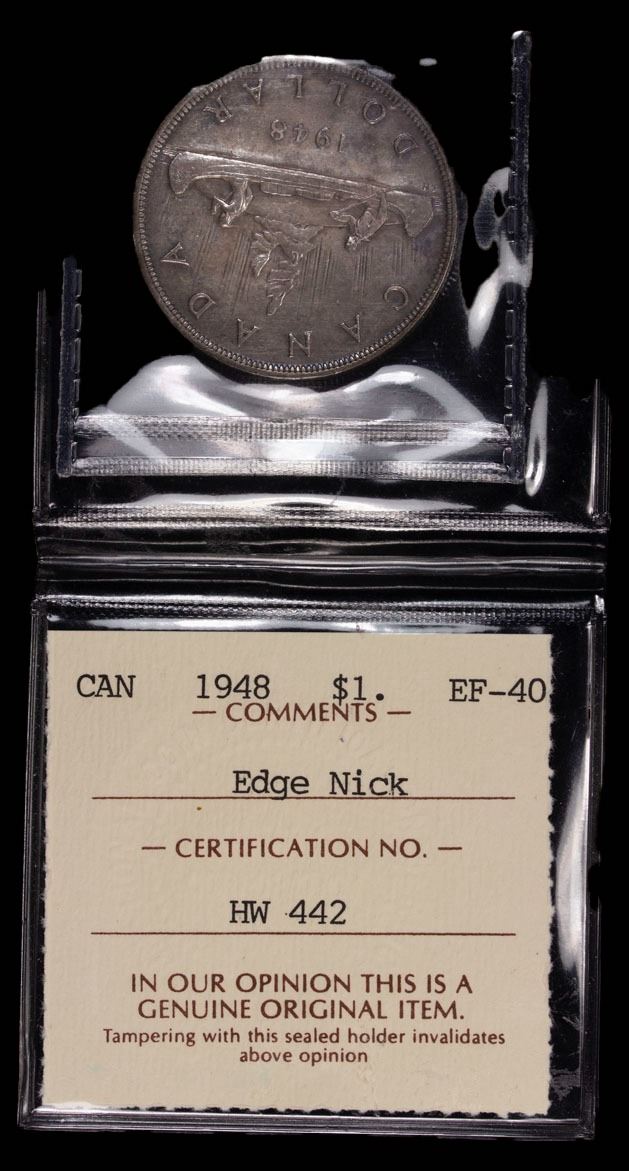 CANADA
1948
DOLLAR
CAN 1948 $1. EF-40
— COMMENTS —
Edge Nick
— CERTIFICATION NO. —
HW 442
IN OUR OPINION THIS IS A
GENUINE ORIGINAL ITEM.
Tampering with this sealed holder invalidates
above opinion